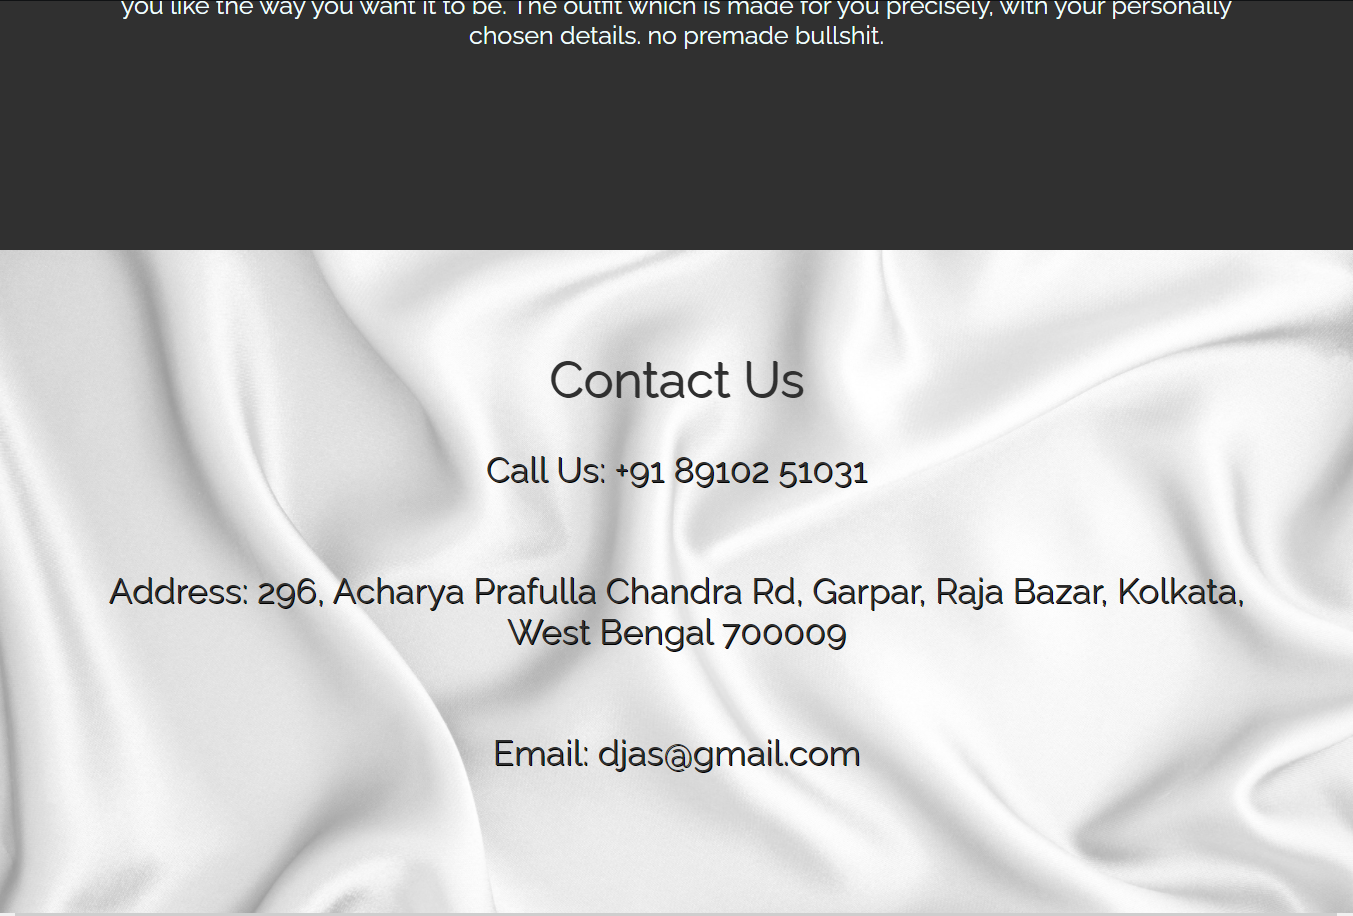 you like the way you want it to be. The outfit which is made for you precisely, with your personally
chosen details. no premade bullshit.
Contact Us
Call Us: +91 89102 51031
Address: 296, Acharya Prafulla Chandra Rd, Garpar, Raja Bazar, Kolkata,
West Bengal 700009
Email: djas@gmail.com